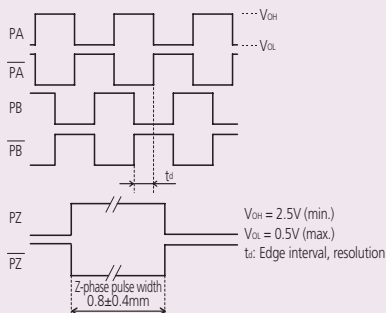 PA
VOH
VOL
PA
PB
PB
td
PZ
PZ
VOH = 2.5V (min.)
VOL = 0.5V (max.)
td: Edge interval, resolution
Z-phase pulse width
0.8±0.4mm